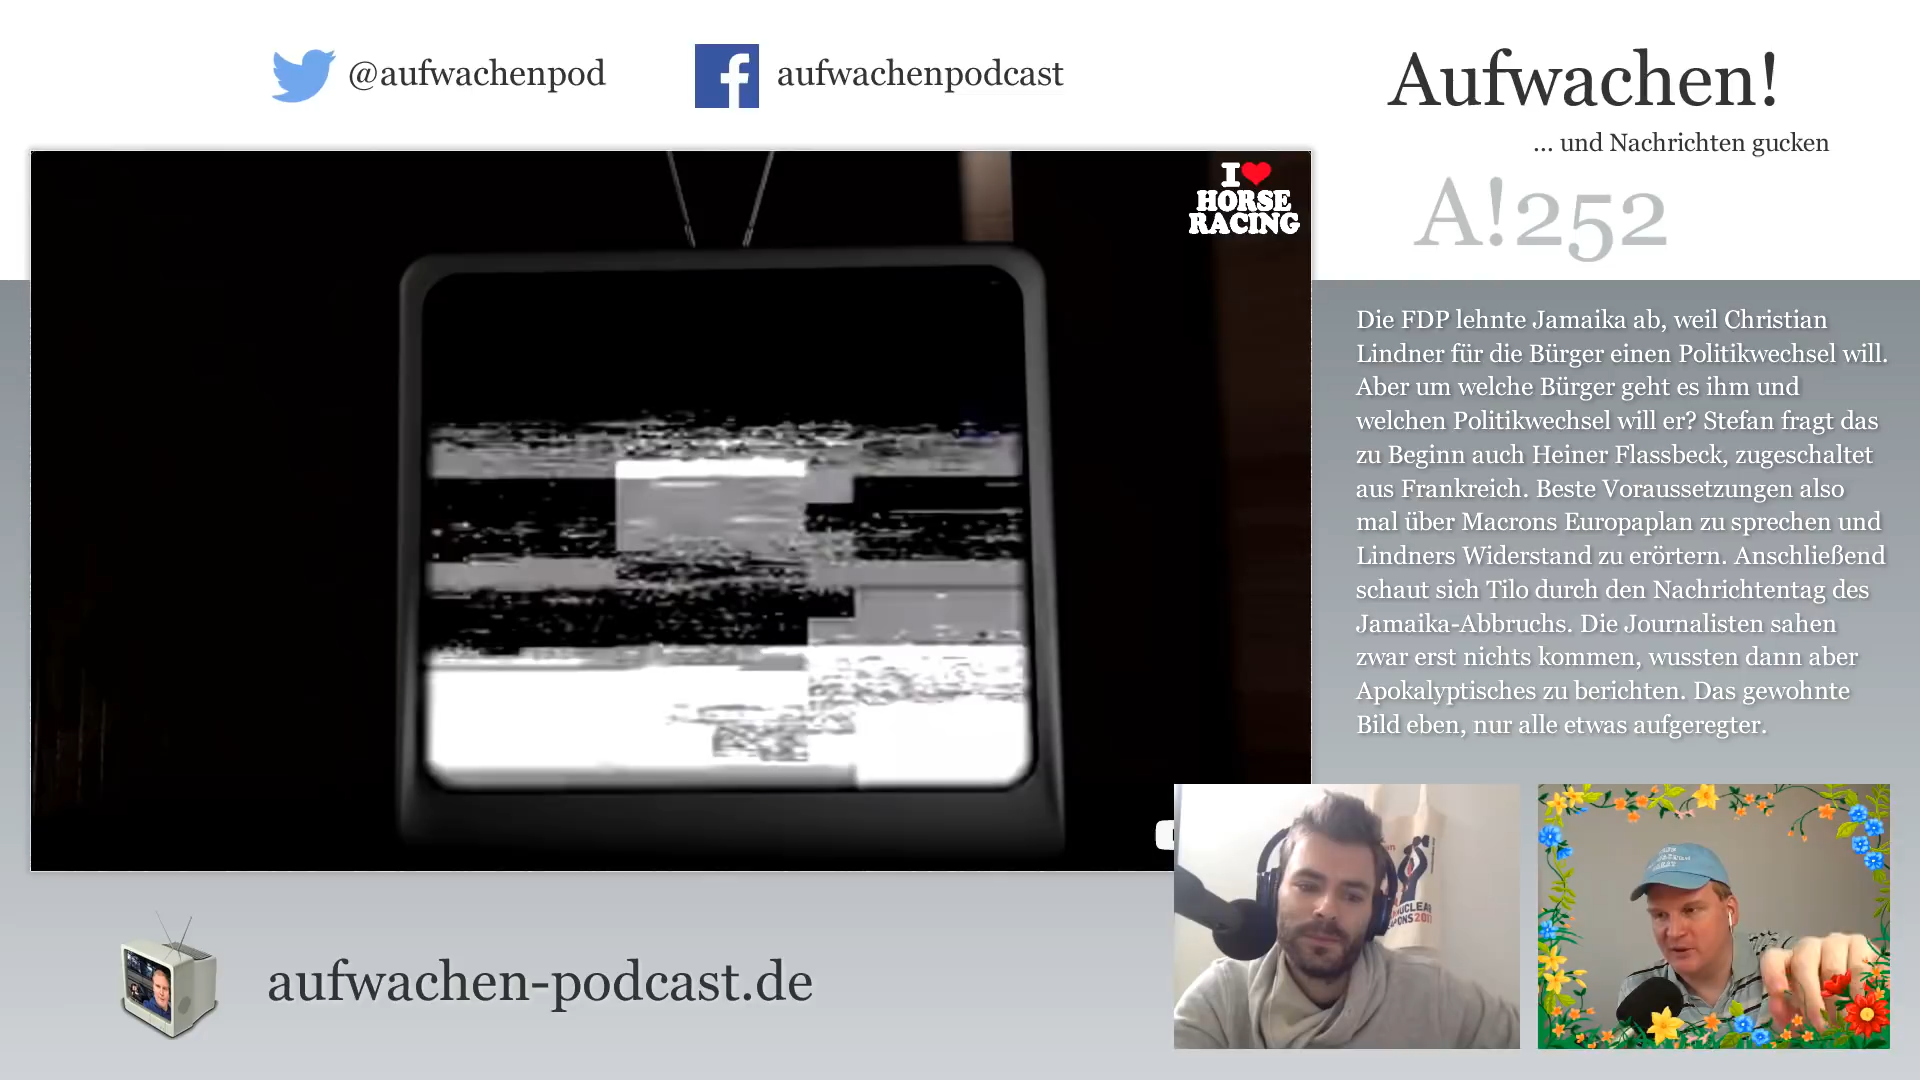 @aufwachenpod
aufwachenpodcast
Aufwachen!
... und Nachrichten gucken
A!252
I
HORSE
RACING
Die FDP lehnte Jamaika ab, weil Christian
Lindner für die Bürger einen Politikwechsel will.
Aber um welche Bürger geht es ihm und
welchen Politikwechsel will er? Stefan fragt das
zu Beginn auch Heiner Flassbeck, zugeschaltet
aus Frankreich. Beste Voraussetzungen also
mal über Macrons Europaplan zu sprechen und
Lindners Widerstand zu erörtern. Anschließend
schaut sich Tilo durch den Nachrichtentag des
Jamaika-Abbruchs. Die Journalisten sahen
zwar erst nichts kommen, wussten dann aber
Apokalyptisches zu berichten. Das gewohnte
Bild eben, nur alle etwas aufgeregter.
aufwachen-podcast.de